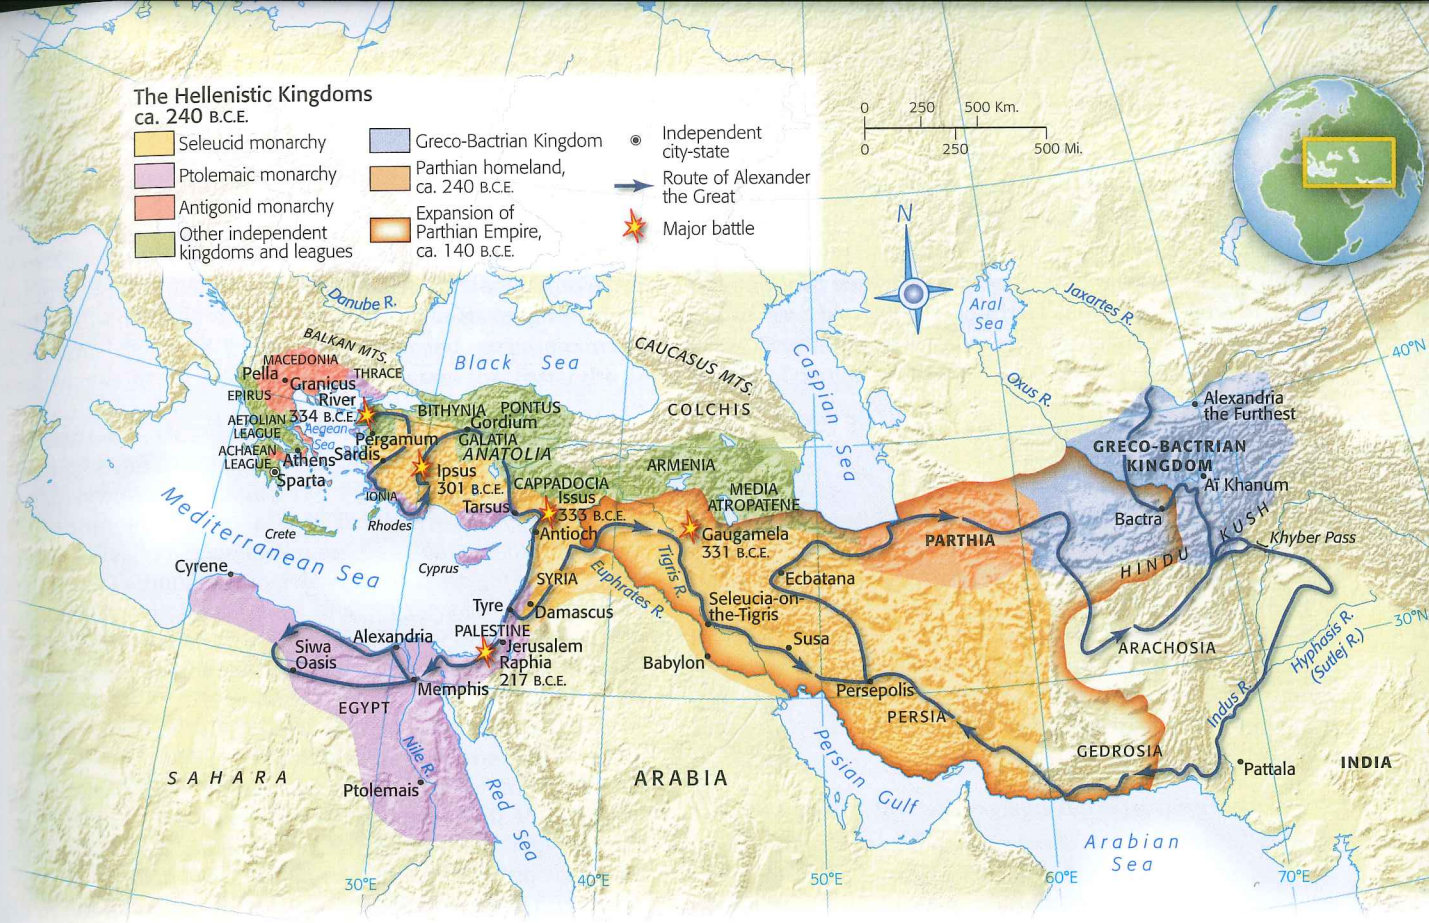 The Hellenistic Kingdoms
ca. 240 B.C.E.
Seleucid monarchy
Ptolemaic monarchy
Antigonid monarchy
Other independent
kingdoms and leagues
Greco-Bactrian Kingdom
Parthian homeland,
ca. 240 B.C.E.
Expansion of
Parthian Empire,
ca. 140 B.C.E.
Independent
city-state
Route of Alexander
the Great
Major battle
0 250 500 Km.
0 250 500 Mi.
N
Danube R.
BALKAN MTS.
MACEDONIA
Pella
THRACE
Granicus
River
334 B.C.E.
EPIRUS
AETOLIAN
LEAGUE
Aegean
Sea
ACHAEAN
LEAGUE
Athens
Sparta
Pergamum
Sardis
IONIA
Rhodes
Crete
Black Sea
BITHYNIA
PONTUS
Gordium
GALATIA
ANATOLIA
Ipsus
301 B.C.E.
CAPPADOCIA
Tarsus
Issus
333 B.C.E.
Antioch
CAUCASUS MTS.
COLCHIS
ARMENIA
MEDIA
ATROPATENE
Gaugamela
331 B.C.E.
Caspian Sea
Aral
Sea
Jaxartes R.
Oxus R.
40°N
Alexandria
the Furthest
GRECO-BACTRIAN
KINGDOM
Aï Khanum
Bactra
HINDU KUSH
Khyber Pass
PARTHIA
Mediterranean Sea
Cyrene
Cyprus
SYRIA
Tyre
Damascus
PALESTINE
Jerusalem
Raphia
217 B.C.E.
Euphrates R.
Tigris R.
Ecbatana
Seleucia-on-
the-Tigris
Susa
Babylon
Persepolis
PERSIA
Siwa
Oasis
Alexandria
Memphis
EGYPT
Nile R.
Ptolemais
SAHARA
Red Sea
ARABIA
Persian Gulf
ARACHOSIA
GEDROSIA
30°N
Hyphasis R.
(Sutlej R.)
Indus R.
Pattala
INDIA
Arabian
Sea
30°E
40°E
50°E
60°E
70°E